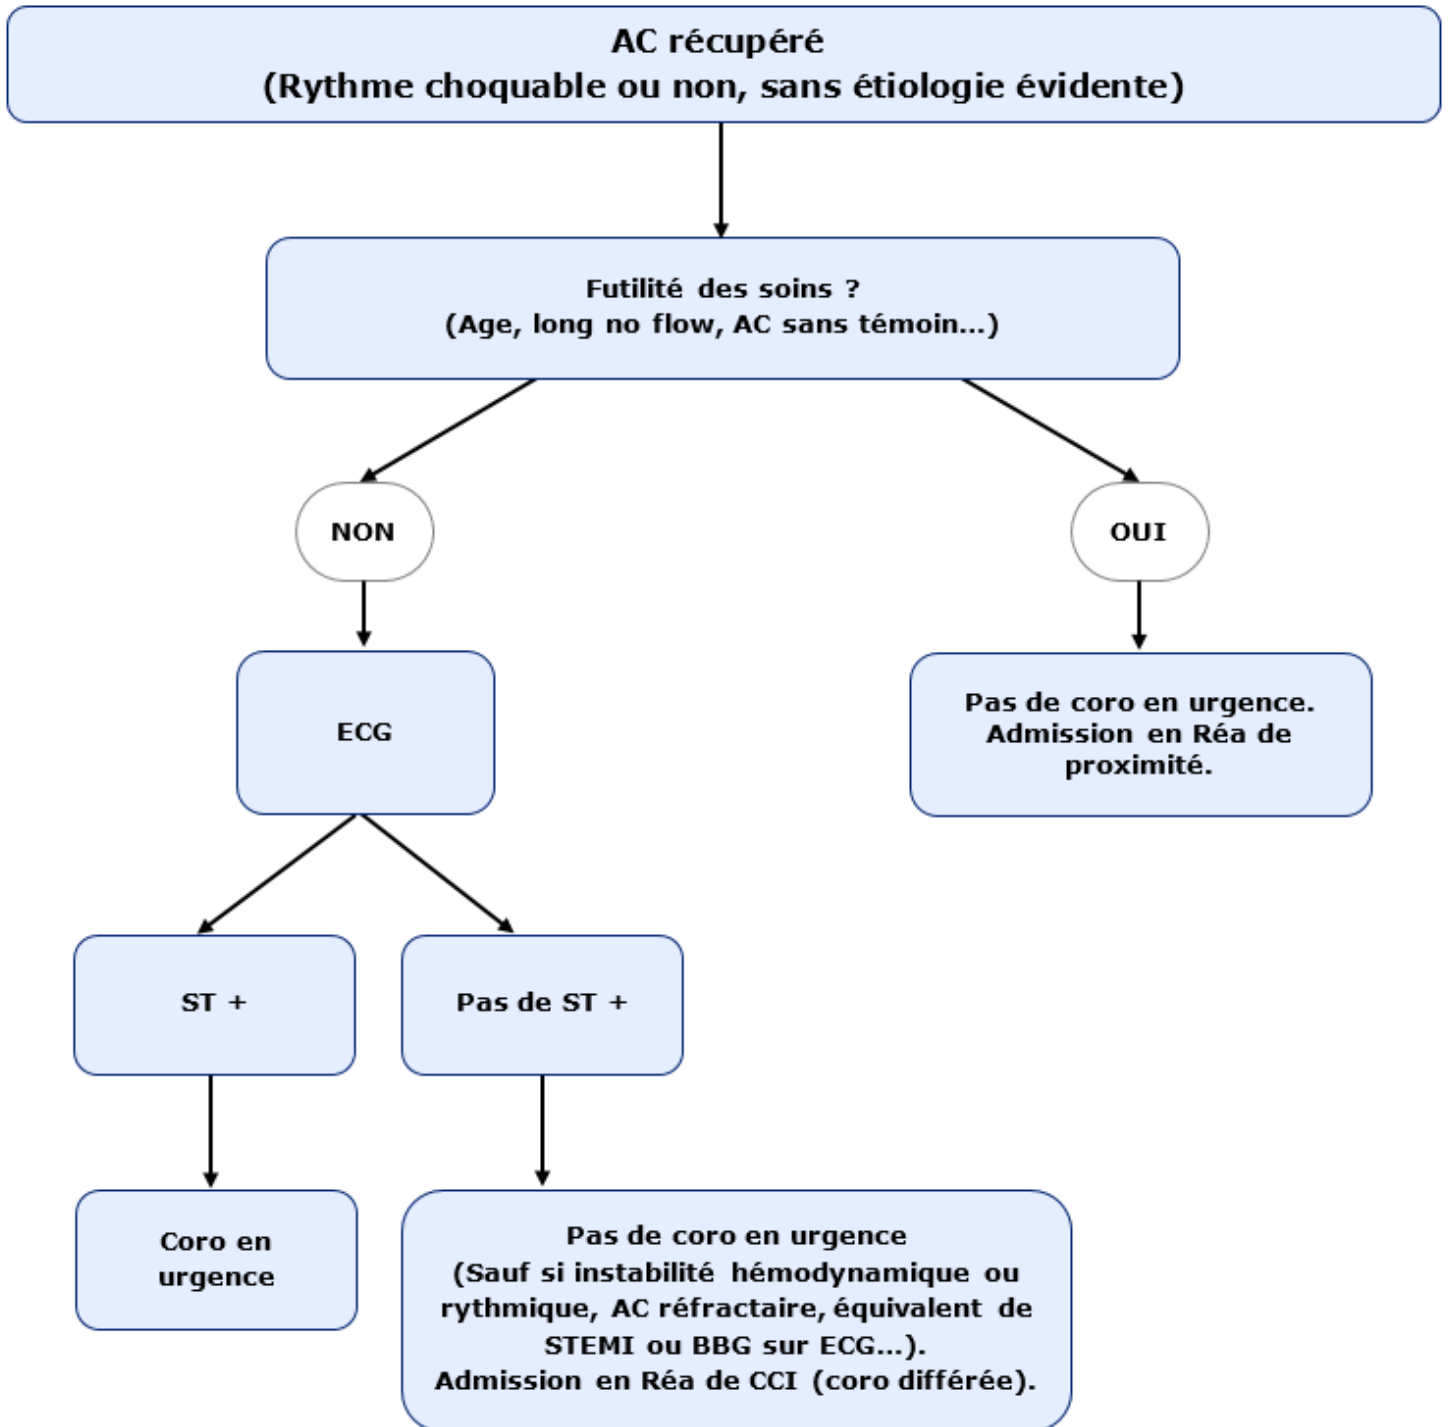 AC récupéré
(Rythme choquable ou non, sans étiologie évidente)
Futilité des soins ?
(Age, long no flow, AC sans témoin...)
NON
OUI
ECG
Pas de coro en urgence.
Admission en Réa de
proximité.
ST +
Pas de ST +
Coro en
urgence
Pas de coro en urgence
(Sauf si instabilité hémodynamique ou
rythmique, AC réfractaire, équivalent de
STEMI ou BBG sur ECG...).
Admission en Réa de CCI (coro différée).